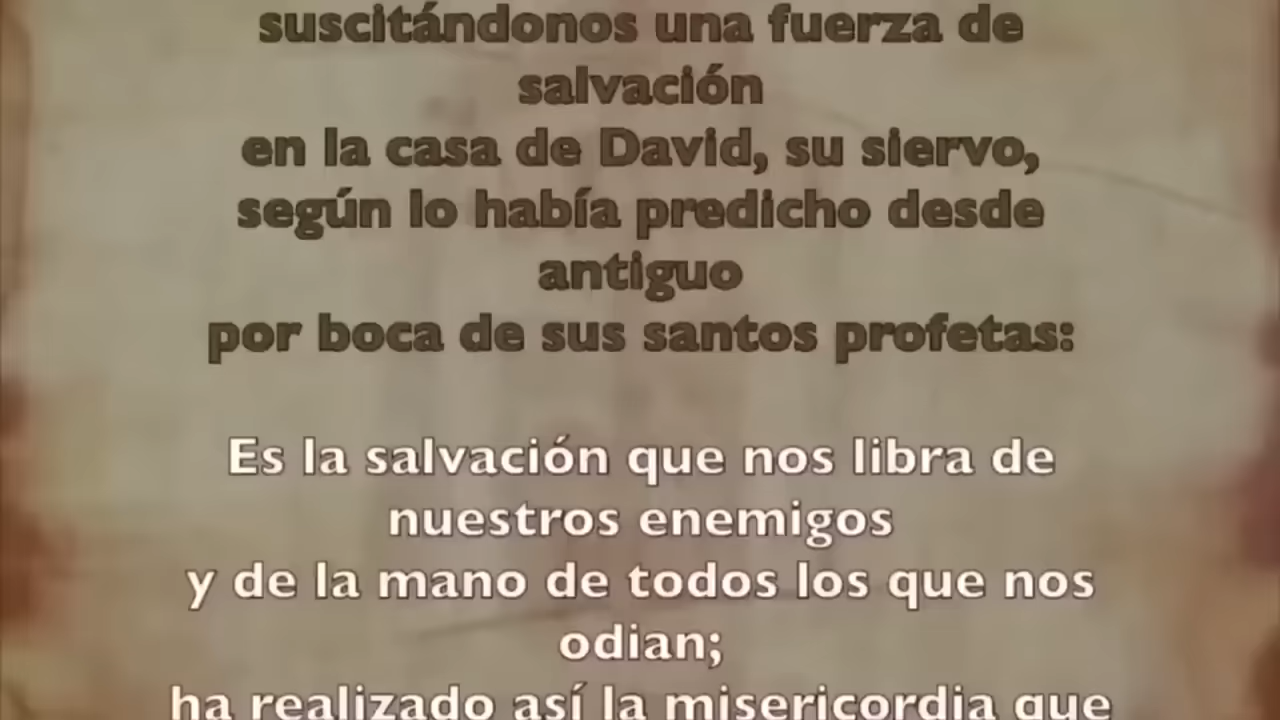 suscitándonos una fuerza de
salvación
en la casa de David, su siervo,
según lo había predicho desde
antiguo
por boca de sus santos profetas:
Es la salvación que nos libra de
nuestros enemigos
y de la mano de todos los que nos
odian;
ha realizado así la misericordia que